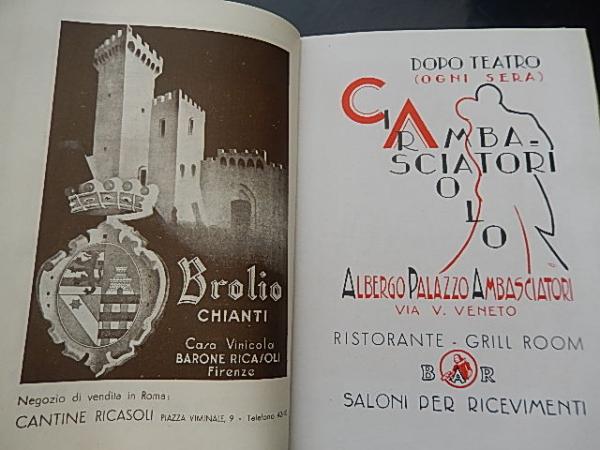 Brolio
CHIANTI
Casa Vinicola
BARONE RICASOLI
Firenze
Negozio di vendita in Roma:
CANTINE RICASOLI PIAZZA VIMINALE, 9 - Telefono
DOPO TEATRO
(OGNI SERA)
CIRCOLO
AMBA-
SCIATORI
ALBERGO PALAZZO AMBASCIATORI
VIA V. VENETO
RISTORANTE - GRILL ROOM
BAR
SALONI PER RICEVIMENTI